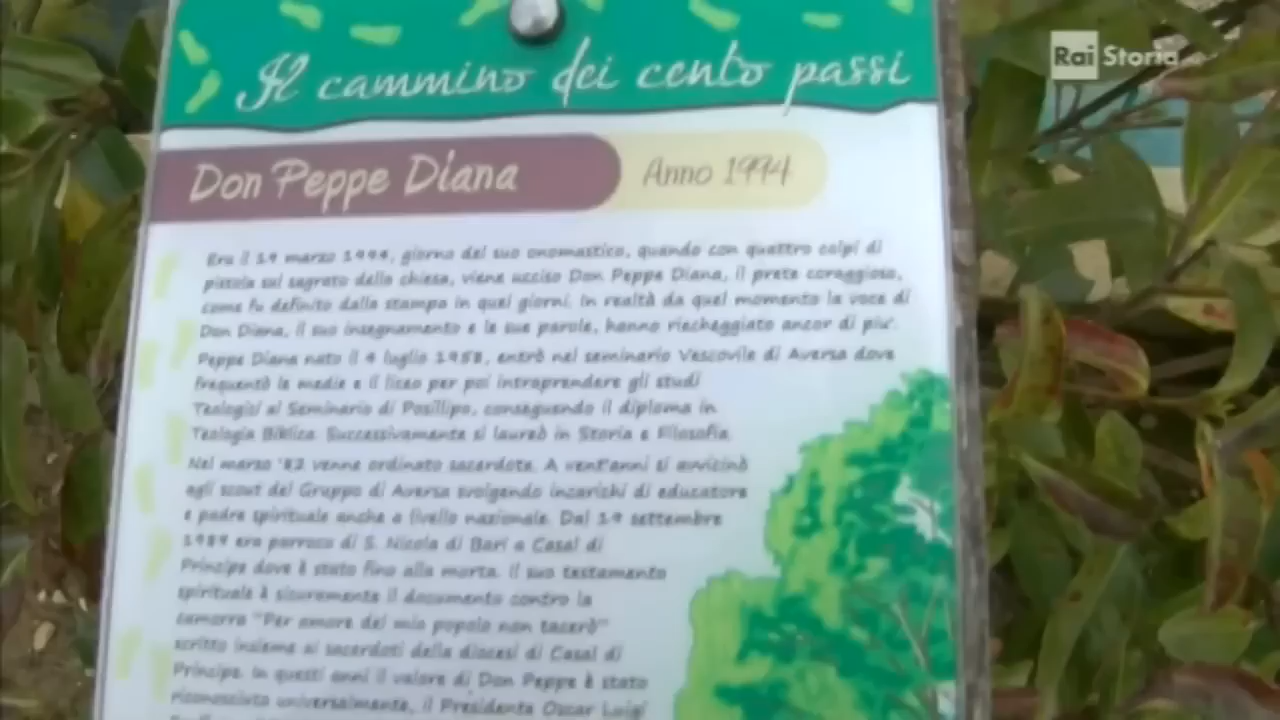 Rai Storia
Il cammino dei cento passi
Don Peppe Diana
Anno 1994
Era il 19 marzo 1994, giorno del suo onomastico, quando con quattro colpi di
pistola sul sagrato della chiesa, viene ucciso Don Peppe Diana, il prete coraggioso,
come fu definito dalla stampa in quei giorni. In realtà da quel momento la voce di
Don Diana, il suo insegnamento e le sue parole, hanno riecheggiato ancor di più.
Peppe Diana nato il 4 luglio 1958, entrò nel seminario Vescovile di Aversa dove
frequentò le medie e il liceo per poi intraprendere gli studi
Teologici al Seminario di Posillipo, conseguendo il diploma in
Teologia Biblica. Successivamente si laureò in Storia e Filosofia.
Nel marzo '82 venne ordinato sacerdote. A vent'anni si avvicinò
agli scout del Gruppo di Aversa svolgendo incarichi di educatore
e padre spirituale anche a livello nazionale. Dal 19 settembre
1989 era parroco di S. Nicola di Bari a Casal di
Principe dove è stato fino alla morte. Il suo testamento
spirituale è sicuramente il documento contro la
camorra "Per amore del mio popolo non tacerò"
scritto insieme ai sacerdoti della diocesi di Casal di
Principe. In questi anni il valore di Don Peppe è stato
riconosciuto universalmente, il Presidente Oscar Luigi